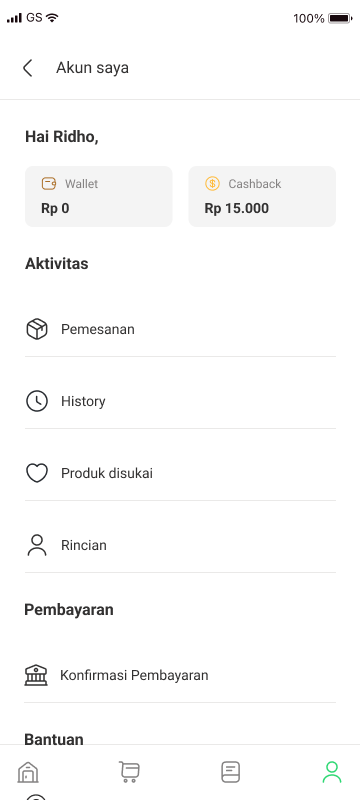 GS 100%
Akun saya
Hai Ridho,
Wallet Cashback
Rp 0 Rp 15.000
Aktivitas
Pemesanan
History
Produk disukai
Rincian
Pembayaran
Konfirmasi Pembayaran
Bantuan